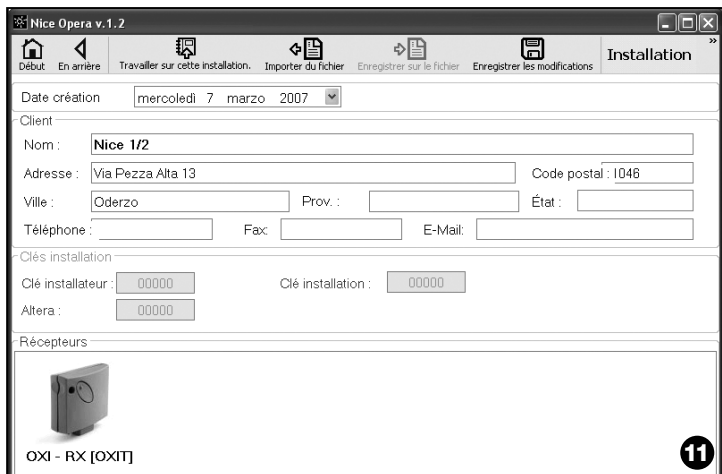 Nice Opera v.1.2
Début En arrière Travailler sur cette installation. Importer du fichier Enregistrer sur le fichier Enregistrer les modifications Installation »
Date création mercoledì 7 marzo 2007
Client
Nom : Nice 1/2
Adresse : Via Pezza Alta 13 Code postal : I046
Ville : Oderzo Prov. : État :
Téléphone : Fax: E-Mail:
Clés installation
Clé installateur : 00000 Clé installation : 00000
Altera : 00000
Récepteurs
OXI - RX [OXIT]
11